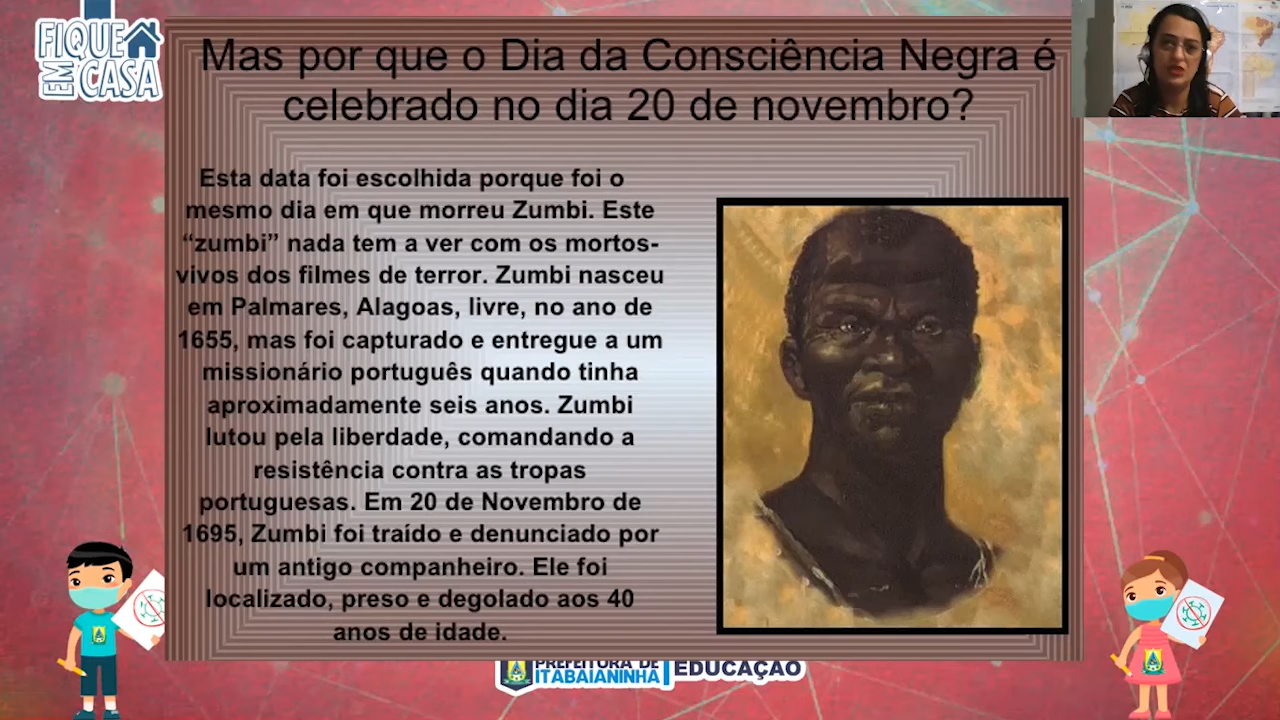 FIQUE
EM
CASA
Mas por que o Dia da Consciência Negra é
celebrado no dia 20 de novembro?
Esta data foi escolhida porque foi o
mesmo dia em que morreu Zumbi. Este
“zumbi” nada tem a ver com os mortos-
vivos dos filmes de terror. Zumbi nasceu
em Palmares, Alagoas, livre, no ano de
1655, mas foi capturado e entregue a um
missionário português quando tinha
aproximadamente seis anos. Zumbi
lutou pela liberdade, comandando a
resistência contra as tropas
portuguesas. Em 20 de Novembro de
1695, Zumbi foi traído e denunciado por
um antigo companheiro. Ele foi
localizado, preso e degolado aos 40
anos de idade.
PREFEITURA DE
ITABAIANINHA
EDUCAÇÃO